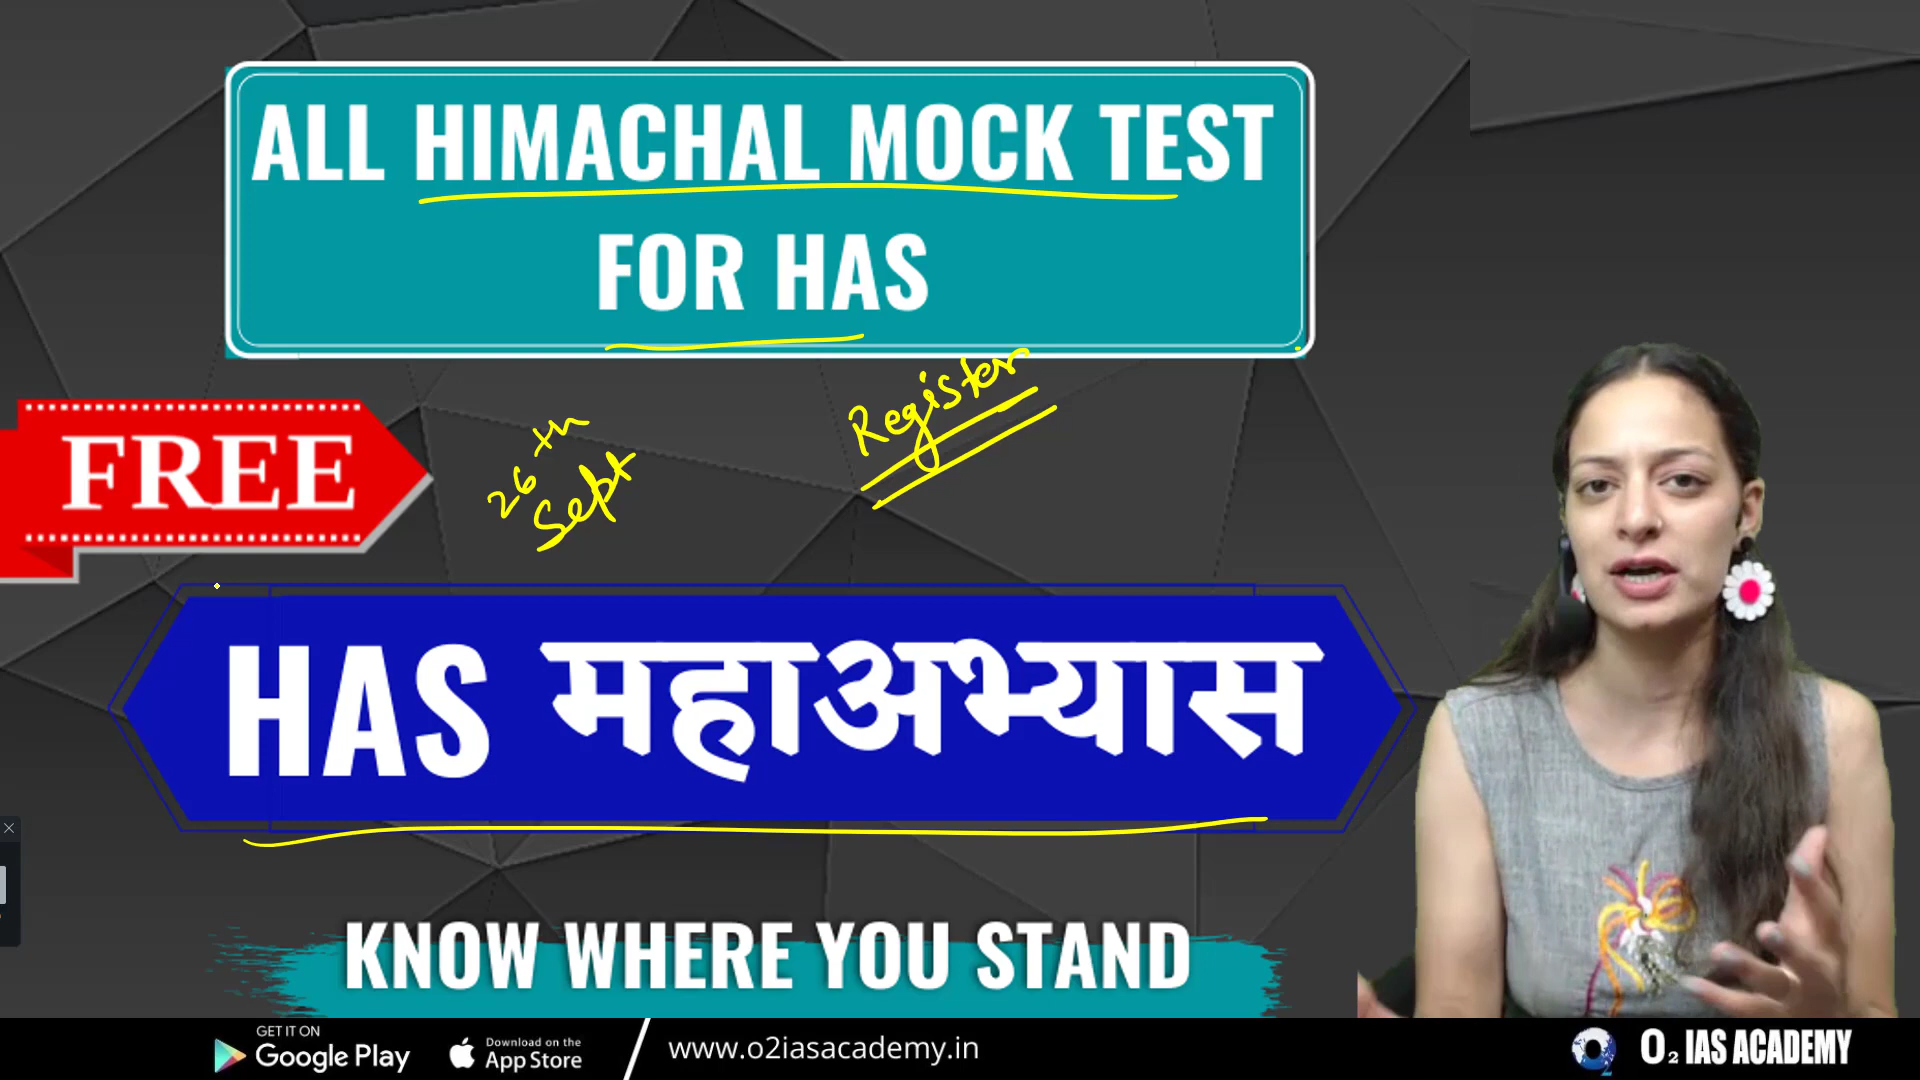 ALL HIMACHAL MOCK TEST
FOR HAS
Register
FREE
26th
Sept
HAS महाअभ्यास
KNOW WHERE YOU STAND
GET IT ON
Google Play
Download on the
App Store
www.o2iasacademy.in
O2 IAS ACADEMY